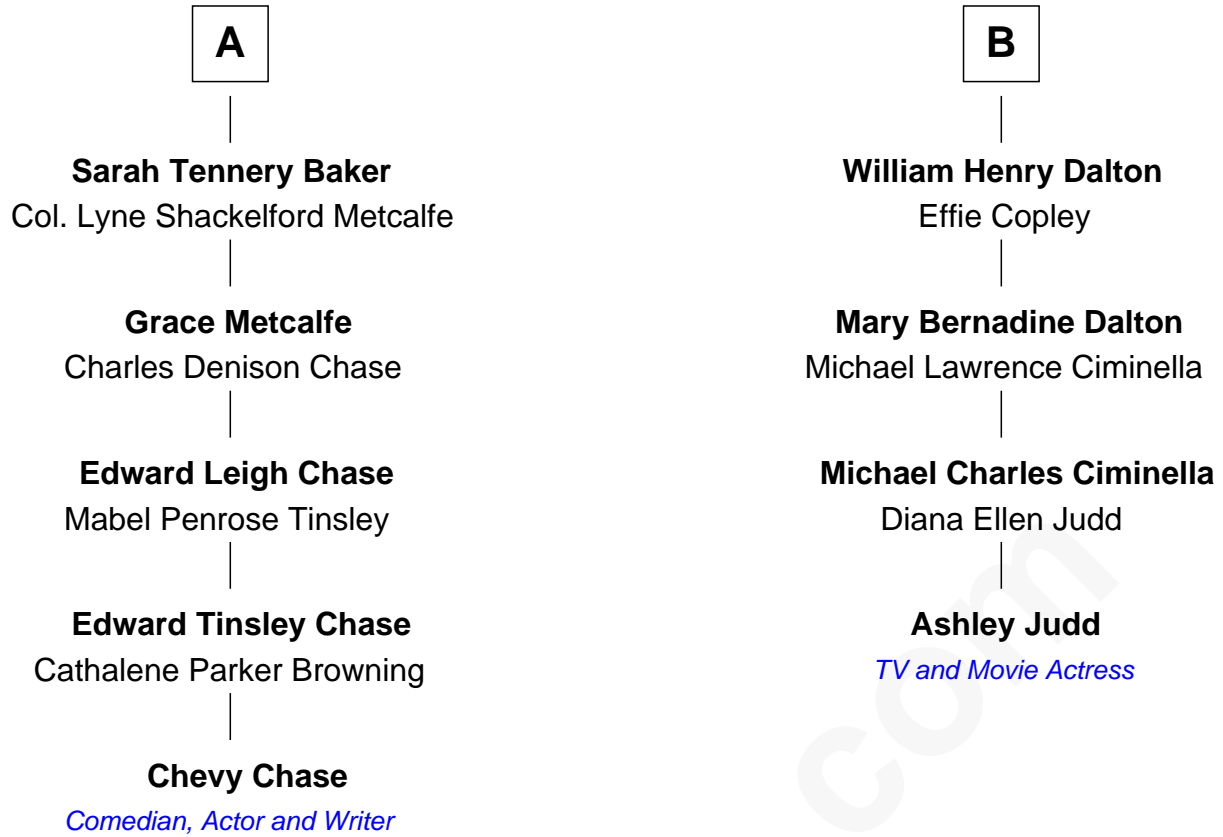 A
Sarah Tennery Baker
Col. Lyne Shackelford Metcalfe
Grace Metcalfe
Charles Denison Chase
Edward Leigh Chase
Mabel Penrose Tinsley
Edward Tinsley Chase
Cathalene Parker Browning
Chevy Chase
Comedian, Actor and Writer
B
William Henry Dalton
Effie Copley
Mary Bernadine Dalton
Michael Lawrence Ciminella
Michael Charles Ciminella
Diana Ellen Judd
Ashley Judd
TV and Movie Actress
com